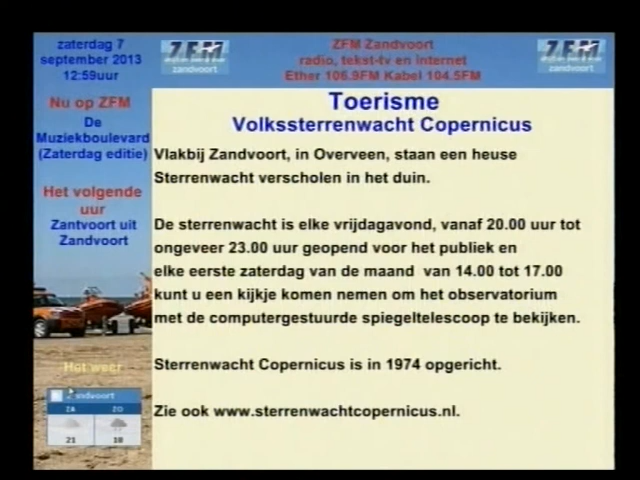 zaterdag 7
september 2013
12:59uur
ZFM
zandvoort
ZFM Zandvoort
radio, tekst-tv en internet
Ether 106.9FM Kabel 104.5FM
ZFM
zandvoort
Nu op ZFM
De
Muziekboulevard
(Zaterdag editie)
Het volgende
uur
Zantvoort uit
Zandvoort
Het weer
Zandvoort
ZA ZO
21 18
Toerisme
Volkssterrenwacht Copernicus
Vlakbij Zandvoort, in Overveen, staan een heuse
Sterrenwacht verscholen in het duin.
De sterrenwacht is elke vrijdagavond, vanaf 20.00 uur tot
ongeveer 23.00 uur geopend voor het publiek en
elke eerste zaterdag van de maand van 14.00 tot 17.00
kunt u een kijkje komen nemen om het observatorium
met de computergestuurde spiegeltelescoop te bekijken.
Sterrenwacht Copernicus is in 1974 opgericht.
Zie ook www.sterrenwachtcopernicus.nl.